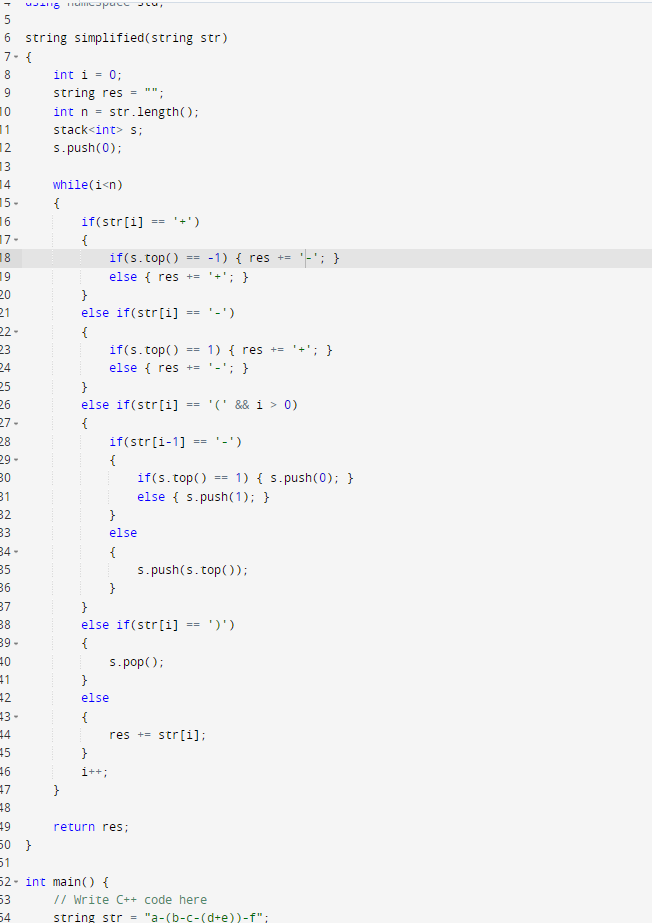 4 using namespace std;
5
6 string simplified(string str)
7 {
8 int i = 0;
9 string res = "";
10 int n = str.length();
11 stack<int> s;
12 s.push(0);
13
14 while(i<n)
15 {
16 if(str[i] == '+')
17 {
18 if(s.top() == -1) { res += '-'; }
19 else { res += '+'; }
20 }
21 else if(str[i] == '-')
22 {
23 if(s.top() == 1) { res += '+'; }
24 else { res += '-'; }
25 }
26 else if(str[i] == '(' && i > 0)
27 {
28 if(str[i-1] == '-')
29 {
30 if(s.top() == 1) { s.push(0); }
31 else { s.push(1); }
32 }
33 else
34 {
35 s.push(s.top());
36 }
37 }
38 else if(str[i] == ')')
39 {
40 s.pop();
41 }
42 else
43 {
44 res += str[i];
45 }
46 i++;
47 }
48
49 return res;
50 }
51
52 int main() {
53 // Write C++ code here
54 string str = "a-(b-c-(d+e))-f";